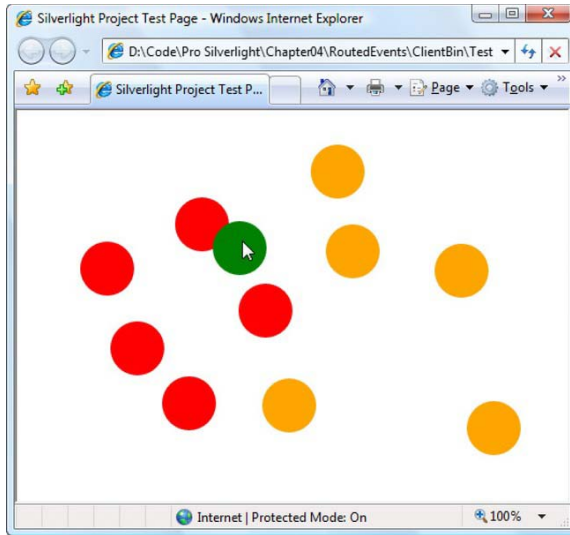 Silverlight Project Test Page - Windows Internet Explorer
D:\Code\Pro Silverlight\Chapter04\RoutedEvents\ClientBin\Test
Silverlight Project Test P...
Page
Tools
Internet | Protected Mode: On
100%